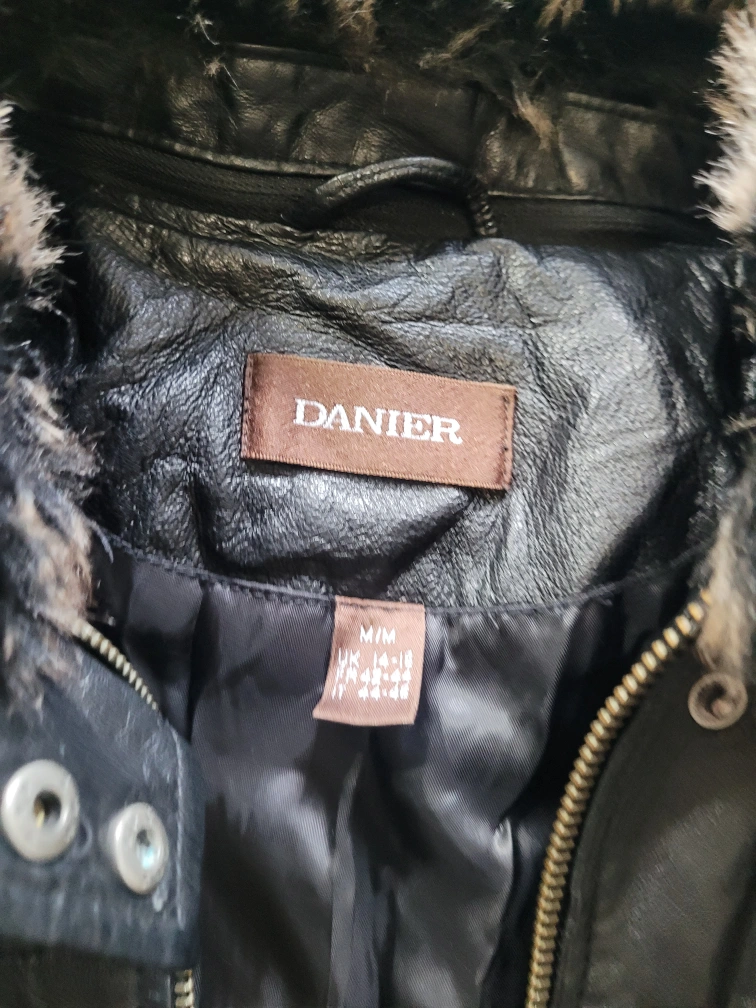 DANIER
M/M
UK 14-16
FR 42-44
IT 44-46